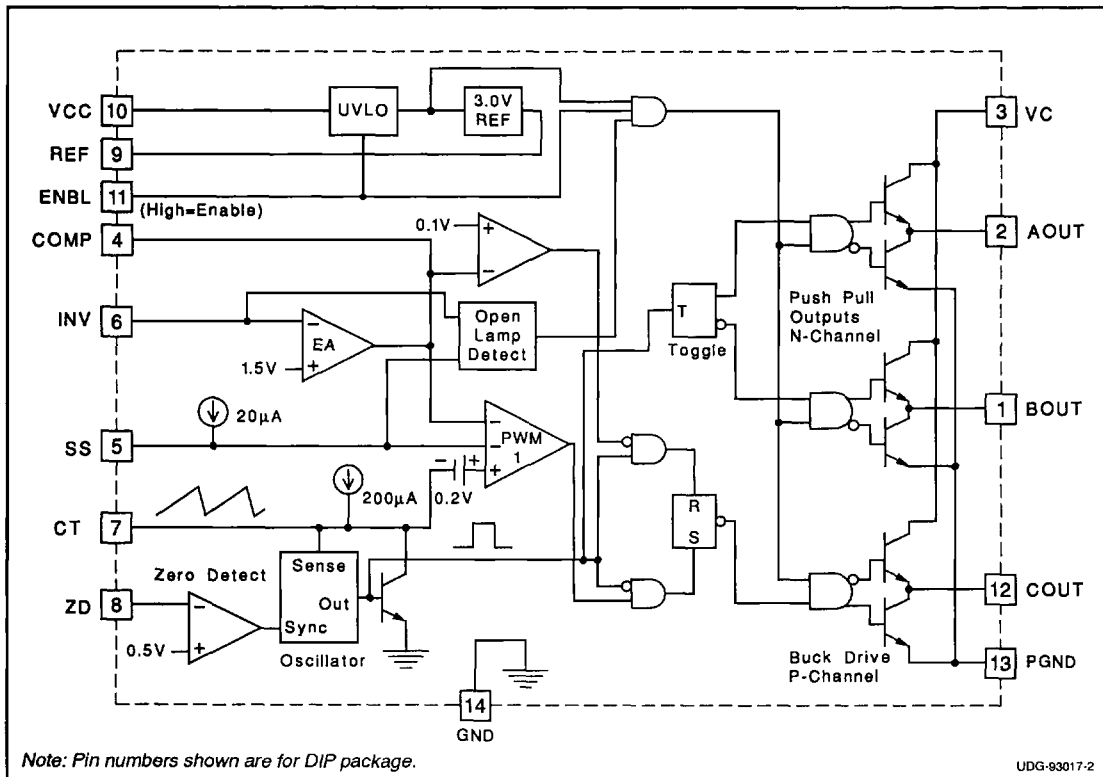 VCC 10
UVLO
3.0V
REF
3 VC
REF 9
ENBL 11
(High=Enable)
COMP 4
0.1V
+
−
2 AOUT
INV 6
−
EA
1.5V
+
Open
Lamp
Detect
T
Toggle
Push Pull
Outputs
N-Channel
1 BOUT
20µA
SS 5
−
−
PWM
1
+
− +
0.2V
200µA
CT 7
R
S
Zero Detect
Sense
Out
Sync
Oscillator
ZD 8
−
0.5V
+
12 COUT
Buck Drive
P-Channel
13 PGND
14
GND
Note: Pin numbers shown are for DIP package.
UDG-93017-2